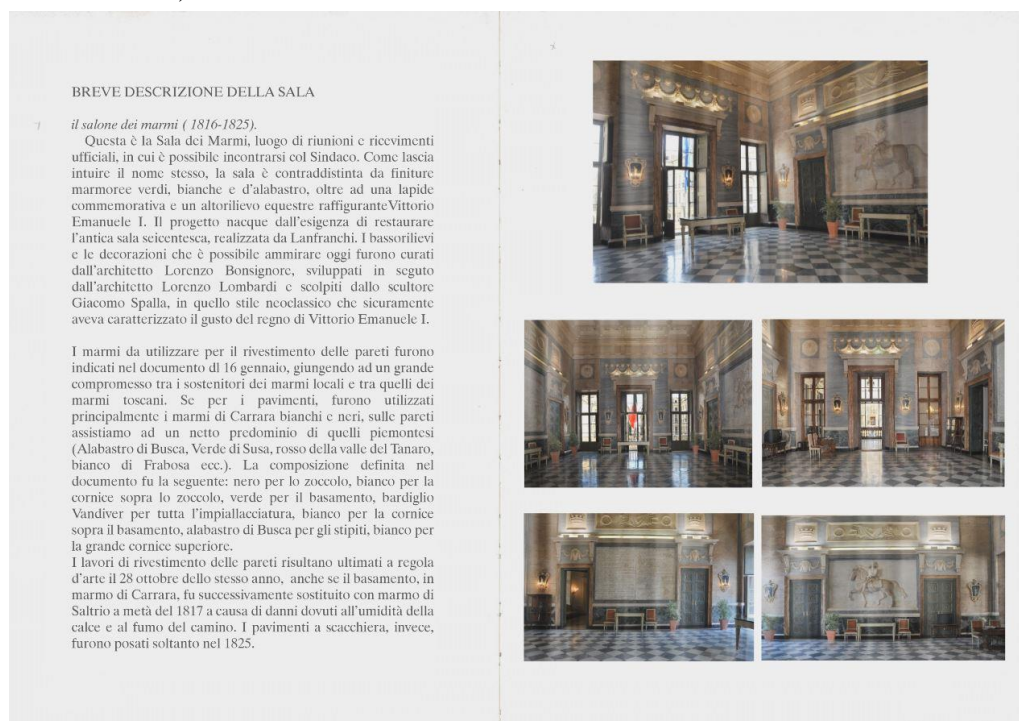 BREVE DESCRIZIONE DELLA SALA
il salone dei marmi ( 1816-1825).
Questa è la Sala dei Marmi, luogo di riunioni e ricevimenti
ufficiali, in cui è possibile incontrarsi col Sindaco. Come lascia
intuire il nome stesso, la sala è contraddistinta da finiture
marmoree verdi, bianche e d'alabastro, oltre ad una lapide
commemorativa e un altorilievo equestre raffiguranteVittorio
Emanuele I. Il progetto nacque dall'esigenza di restaurare
l'antica sala seicentesca, realizzata da Lanfranchi. I bassorilievi
e le decorazioni che è possibile ammirare oggi furono curati
dall'architetto Lorenzo Bonsignore, sviluppati in seguto
dall'architetto Lorenzo Lombardi e scolpiti dallo scultore
Giacomo Spalla, in quello stile neoclassico che sicuramente
aveva caratterizzato il gusto del regno di Vittorio Emanuele I.
I marmi da utilizzare per il rivestimento delle pareti furono
indicati nel documento dl 16 gennaio, giungendo ad un grande
compromesso tra i sostenitori dei marmi locali e tra quelli dei
marmi toscani. Se per i pavimenti, furono utilizzati
principalmente i marmi di Carrara bianchi e neri, sulle pareti
assistiamo ad un netto predominio di quelli piemontesi
(Alabastro di Busca, Verde di Susa, rosso della valle del Tanaro,
bianco di Frabosa ecc.). La composizione definita nel
documento fu la seguente: nero per lo zoccolo, bianco per la
cornice sopra lo zoccolo, verde per il basamento, bardiglio
Vandiver per tutta l'impiallacciatura, bianco per la cornice
sopra il basamento, alabastro di Busca per gli stipiti, bianco per
la grande cornice superiore.
I lavori di rivestimento delle pareti risultano ultimati a regola
d'arte il 28 ottobre dello stesso anno, anche se il basamento, in
marmo di Carrara, fu successivamente sostituito con marmo di
Saltrio a metà del 1817 a causa di danni dovuti all'umidità della
calce e al fumo del camino. I pavimenti a scacchiera, invece,
furono posati soltanto nel 1825.